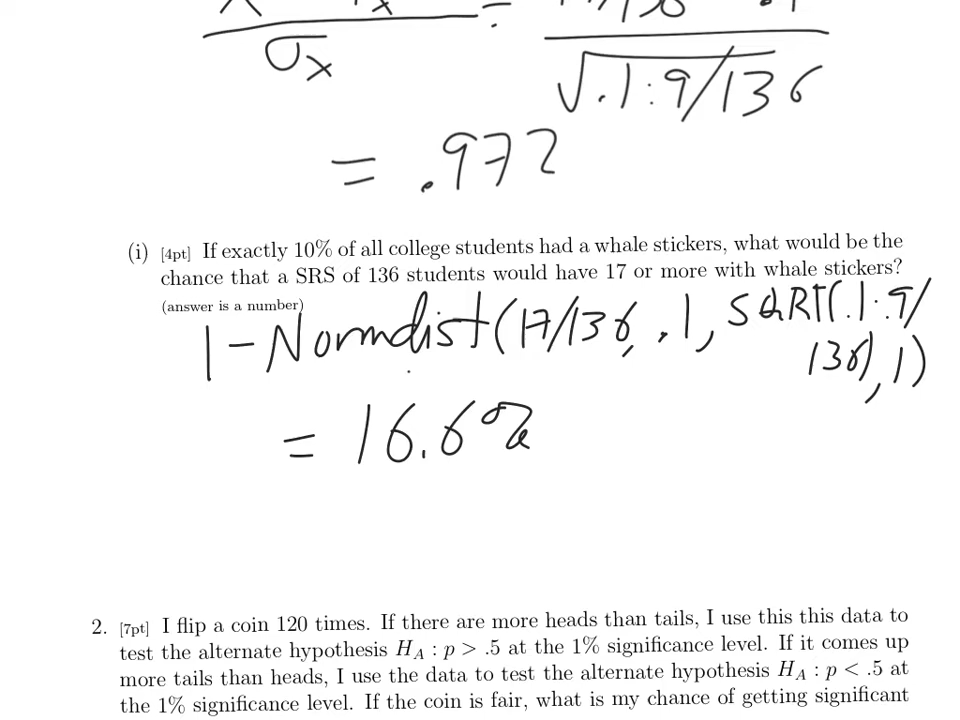 σx
√.1·.9/136
= .972
(i) [4pt] If exactly 10% of all college students had a whale stickers, what would be the
chance that a SRS of 136 students would have 17 or more with whale stickers?
(answer is a number)
1-Normdist(17/136, .1, SQRT(.1·.9/
136), 1)
= 16.6%
2. [7pt] I flip a coin 120 times. If there are more heads than tails, I use this this data to
test the alternate hypothesis H_A : p > .5 at the 1% significance level. If it comes up
more tails than heads, I use the data to test the alternate hypothesis H_A : p < .5 at
the 1% significance level. If the coin is fair, what is my chance of getting significant